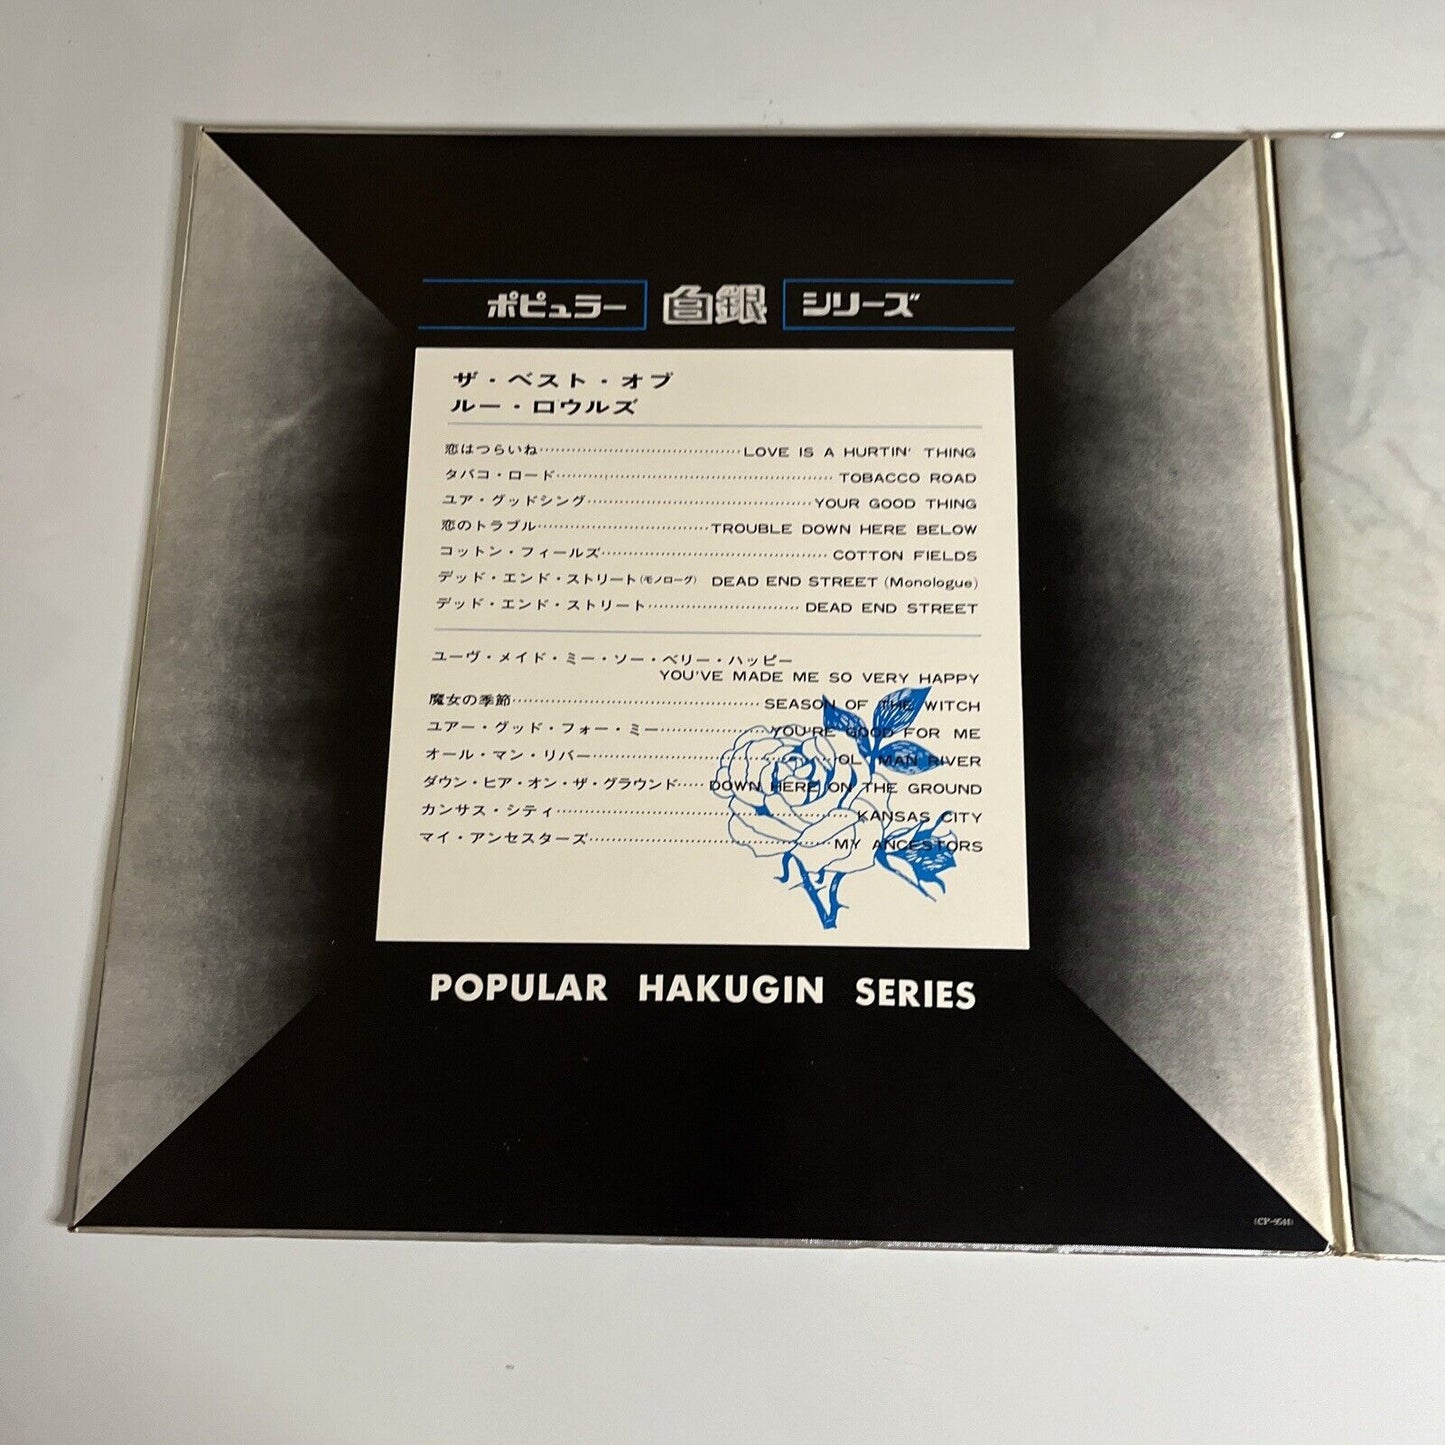 ポピュラー 白銀 シリーズ
ザ・ベスト・オブ
ルー・ロウルズ
恋はつらいね LOVE IS A HURTIN' THING
タバコ・ロード TOBACCO ROAD
ユア・グッドシング YOUR GOOD THING
恋のトラブル TROUBLE DOWN HERE BELOW
コットン・フィールズ COTTON FIELDS
デッド・エンド・ストリート(モノローグ) DEAD END STREET (Monologue)
デッド・エンド・ストリート DEAD END STREET
ユーヴ・メイド・ミー・ソー・ベリー・ハッピー
YOU'VE MADE ME SO VERY HAPPY
魔女の季節 SEASON OF THE WITCH
ユアー・グッド・フォー・ミー YOU'RE GOOD FOR ME
オール・マン・リバー OL' MAN RIVER
ダウン・ヒア・オン・ザ・グラウンド DOWN HERE ON THE GROUND
カンサス・シティ KANSAS CITY
マイ・アンセスターズ MY ANCESTORS
POPULAR HAKUGIN SERIES